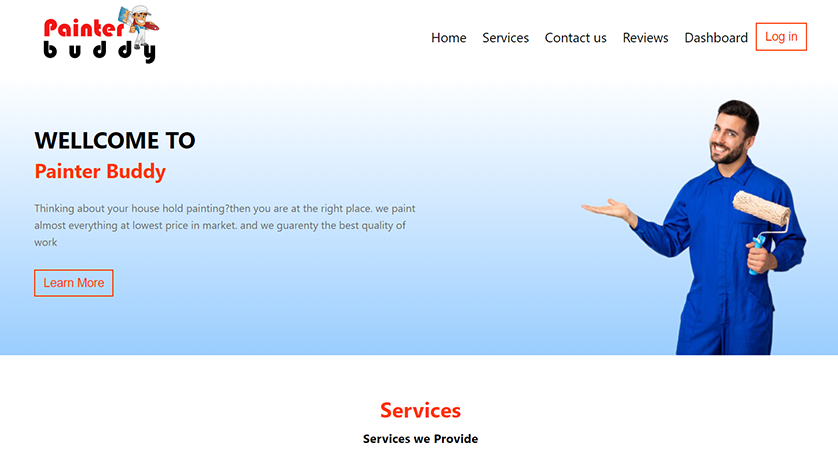 Painter
buddy
Home Services Contact us Reviews Dashboard Log in
WELLCOME TO
Painter Buddy
Thinking about your house hold painting?then you are at the right place. we paint
almost everything at lowest price in market. and we guarenty the best quality of
work
Learn More
Services
Services we Provide